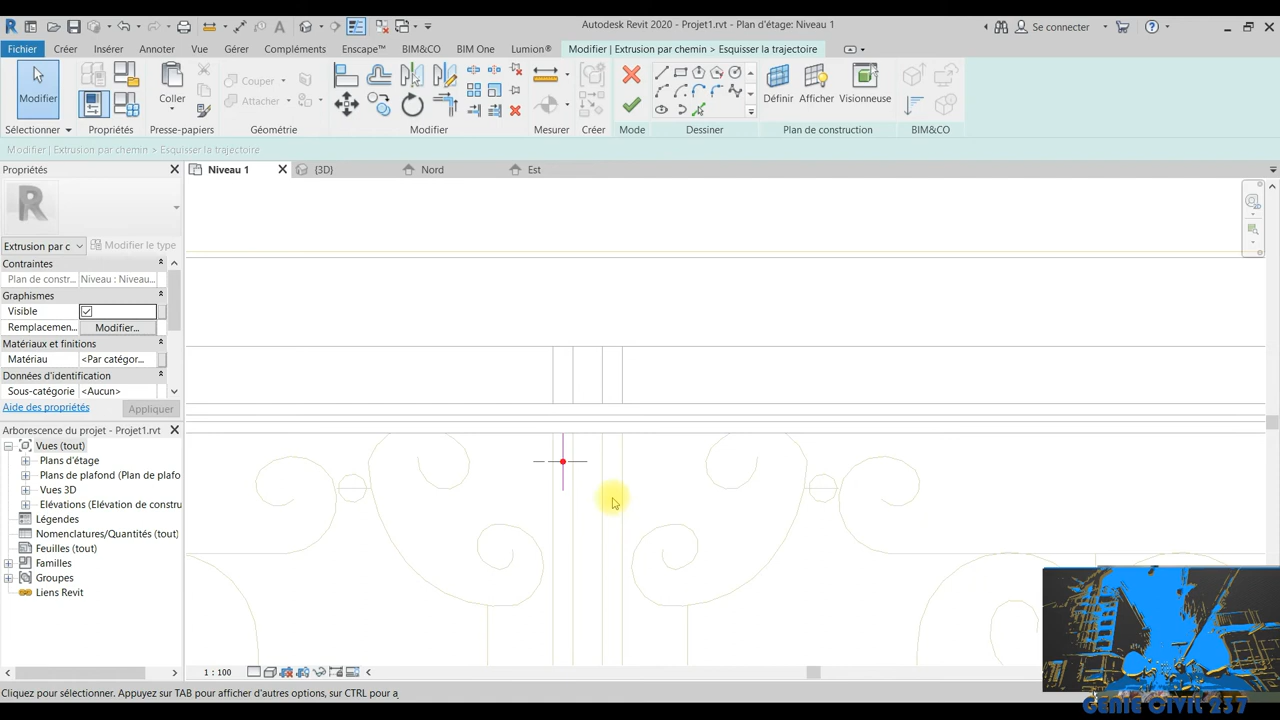 Autodesk Revit 2020 - Projet1.rvt - Plan d'étage: Niveau 1
Se connecter
Fichier Créer Insérer Annoter Vue Gérer Compléments Enscape™ BIM&CO BIM One Lumion® Modifier | Extrusion par chemin > Esquisser la trajectoire
Modifier Coller Couper Attacher Définir Afficher Visionneuse
Sélectionner Propriétés Presse-papiers Géométrie Modifier Mesurer Créer Mode Dessiner Plan de construction BIM&CO
Modifier | Extrusion par chemin > Esquisser la trajectoire
Propriétés
Niveau 1 (3D) Nord Est
Extrusion par c Modifier le type
Contraintes
Plan de constr... Niveau : Niveau...
Graphismes
Visible
Remplacemen... Modifier...
Matériaux et finitions
Matériau <Par catégor...
Données d'identification
Sous-catégorie <Aucun>
Aide des propriétés Appliquer
Arborescence du projet - Projet1.rvt
Vues (tout)
Plans d'étage
Plans de plafond (Plan de plafo
Vues 3D
Elévations (Elévation de constru
Légendes
Nomenclatures/Quantités (tout)
Feuilles (tout)
Familles
Groupes
Liens Revit
1 : 100
Cliquez pour sélectionner. Appuyez sur TAB pour afficher d'autres options, sur CTRL pour a
GENIE CIVIL 237